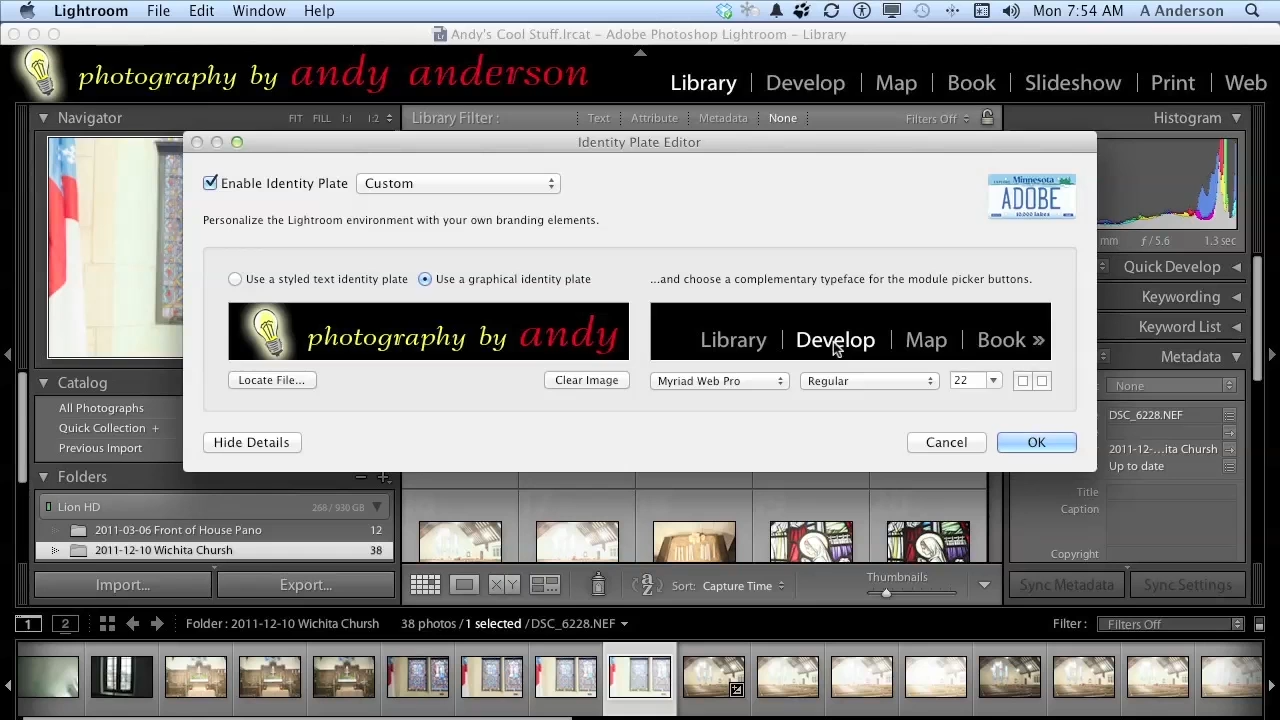 Lightroom File Edit Window Help Mon 7:54 AM A Anderson
Andy's Cool Stuff.lrcat – Adobe Photoshop Lightroom – Library
photography by andy anderson
Library | Develop | Map | Book | Slideshow | Print | Web
Navigator FIT FILL 1:1 1:2
Library Filter : Text Attribute Metadata None Filters Off
Histogram
Identity Plate Editor
Enable Identity Plate Custom
Minnesota
ADOBE
10,000 lakes
Personalize the Lightroom environment with your own branding elements.
mm f/5.6 1.3 sec
Use a styled text identity plate Use a graphical identity plate ...and choose a complementary typeface for the module picker buttons.
Quick Develop
Keywording
photography by andy
Library | Develop | Map | Book »
Keyword List
Metadata
Locate File... Clear Image Myriad Web Pro Regular 22
Catalog
None
All Photographs
Quick Collection +
Previous Import
DSC_6228.NEF
2011-12-...ita Chursh
Up to date
Hide Details Cancel OK
Folders
Title
Caption
Lion HD 268 / 930 GB
2011-03-06 Front of House Pano 12
2011-12-10 Wichita Chursh 38
Copyright
Import... Export...
XY
Sort: Capture Time
Thumbnails
Sync Metadata Sync Settings
1 2 Folder : 2011-12-10 Wichita Chursh 38 photos / 1 selected / DSC_6228.NEF Filter : Filters Off